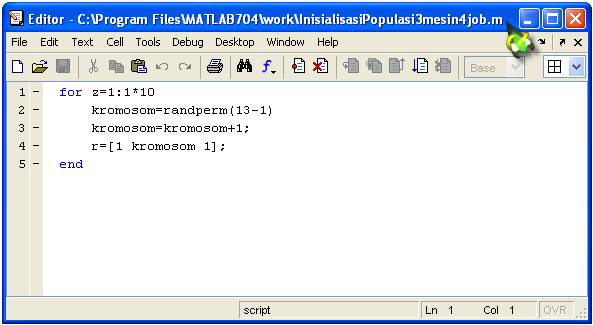 Editor - C:\Program Files\MATLAB704\work\InisialisasiPopulasi3mesin4job.m
File Edit Text Cell Tools Debug Desktop Window Help
Base
1 - for z=1:1*10
2 - kromosom=randperm(13-1)
3 - kromosom=kromosom+1;
4 - r=[1 kromosom 1];
5 - end
script Ln 1 Col 1 OVR